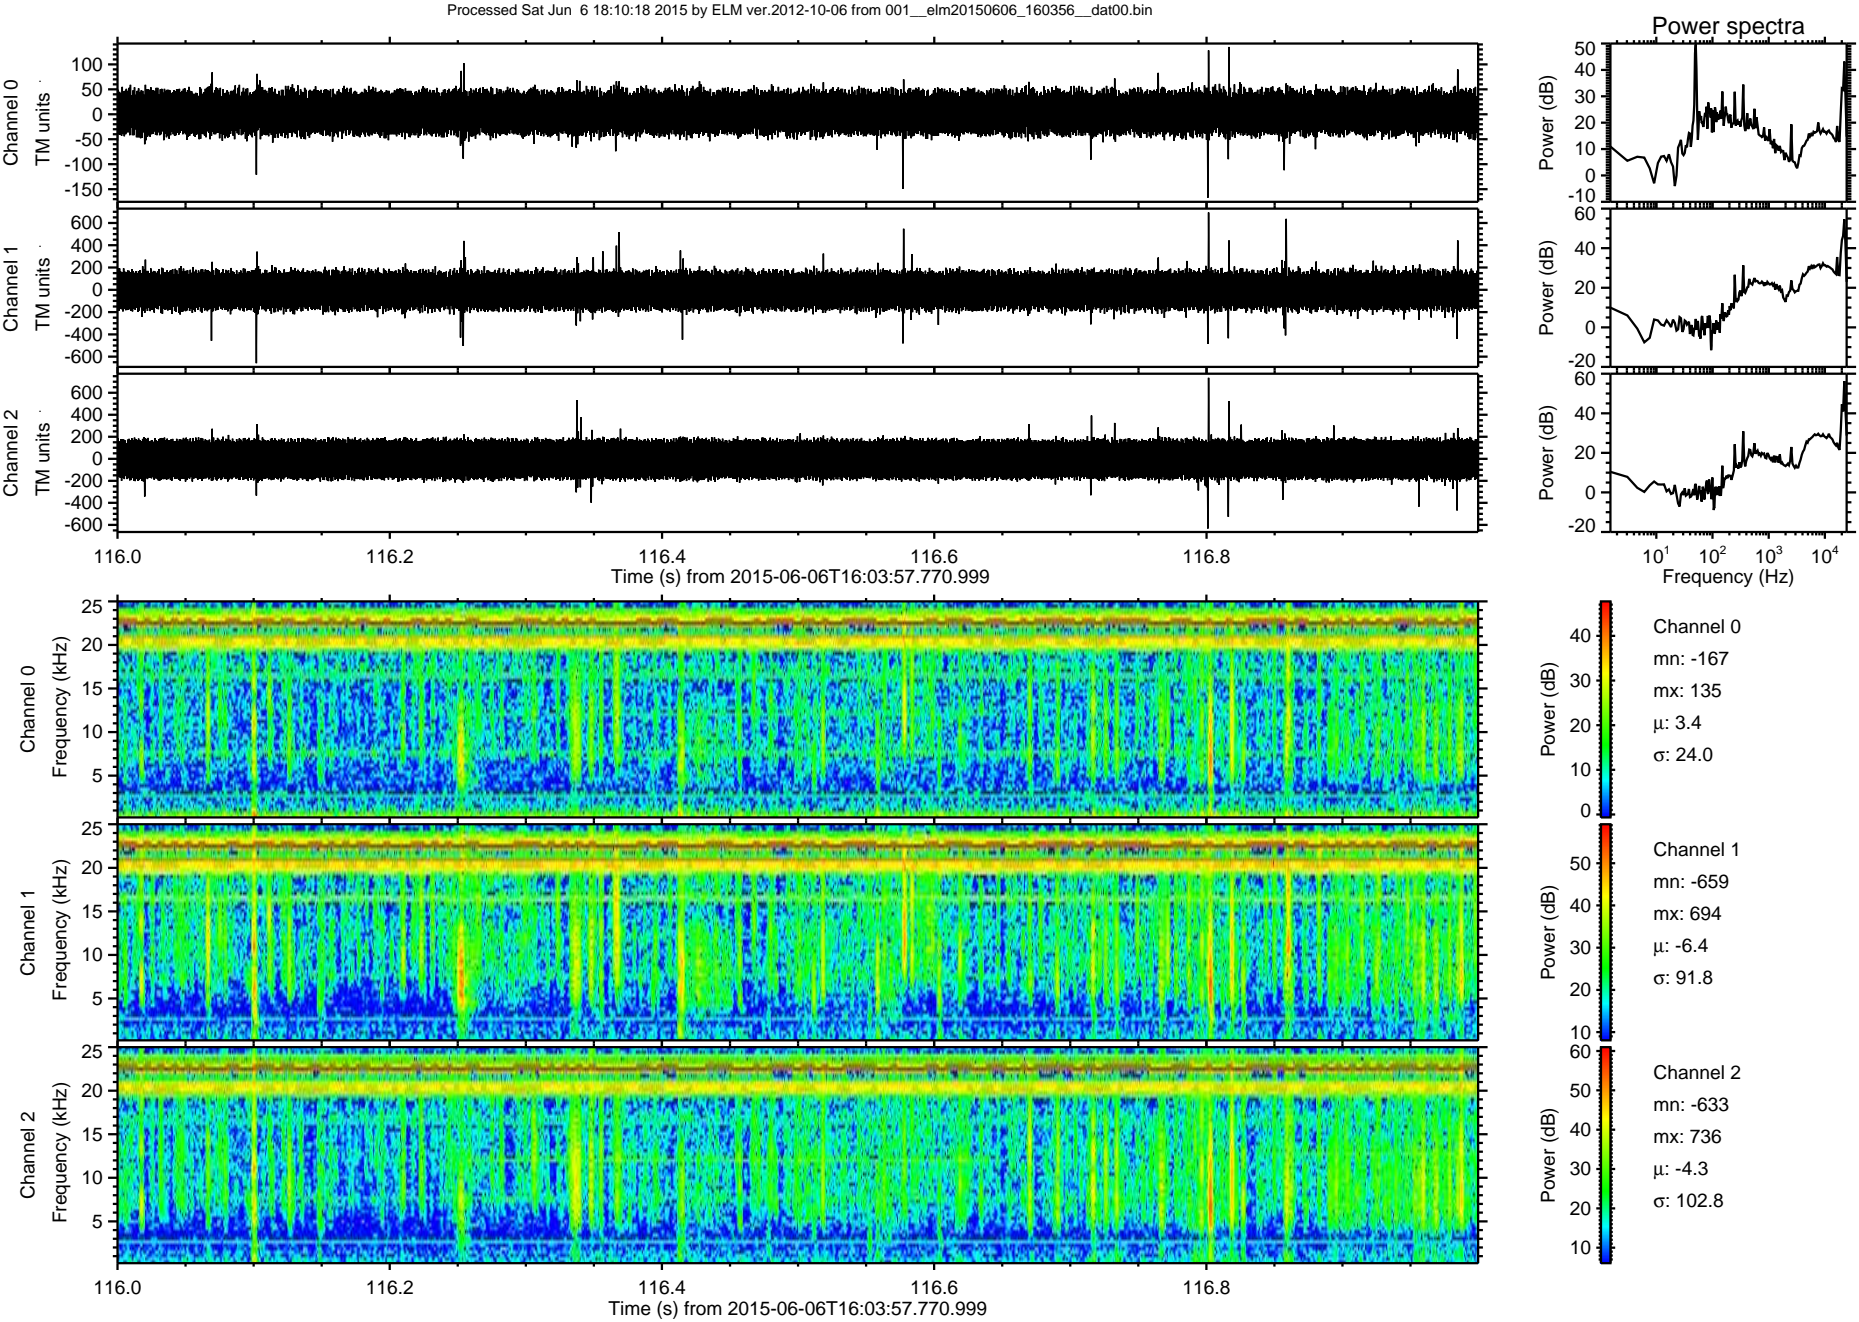 Processed Sat Jun 6 18:10:18 2015 by ELM ver.2012-10-06 from 001__elm20150606_160356__dat00.bin
Power spectra
Channel 0
TM units
100
50
0
-50
-100
-150
Power (dB)
50
40
30
20
10
0
-10
Channel 1
TM units
600
400
200
0
-200
-400
-600
Power (dB)
60
40
20
0
-20
Channel 2
TM units
600
400
200
0
-200
-400
-600
Power (dB)
60
40
20
0
-20
116.0 116.2 116.4 116.6 116.8
Time (s) from 2015-06-06T16:03:57.770.999
10¹ 10² 10³ 10⁴
Frequency (Hz)
Channel 0
Frequency (kHz)
25
20
15
10
5
Power (dB)
40
30
20
10
0
Channel 0
mn: -167
mx: 135
µ: 3.4
σ: 24.0
Channel 1
Frequency (kHz)
25
20
15
10
5
Power (dB)
50
40
30
20
10
Channel 1
mn: -659
mx: 694
µ: -6.4
σ: 91.8
Channel 2
Frequency (kHz)
25
20
15
10
5
Power (dB)
60
50
40
30
20
10
Channel 2
mn: -633
mx: 736
µ: -4.3
σ: 102.8
116.0 116.2 116.4 116.6 116.8
Time (s) from 2015-06-06T16:03:57.770.999